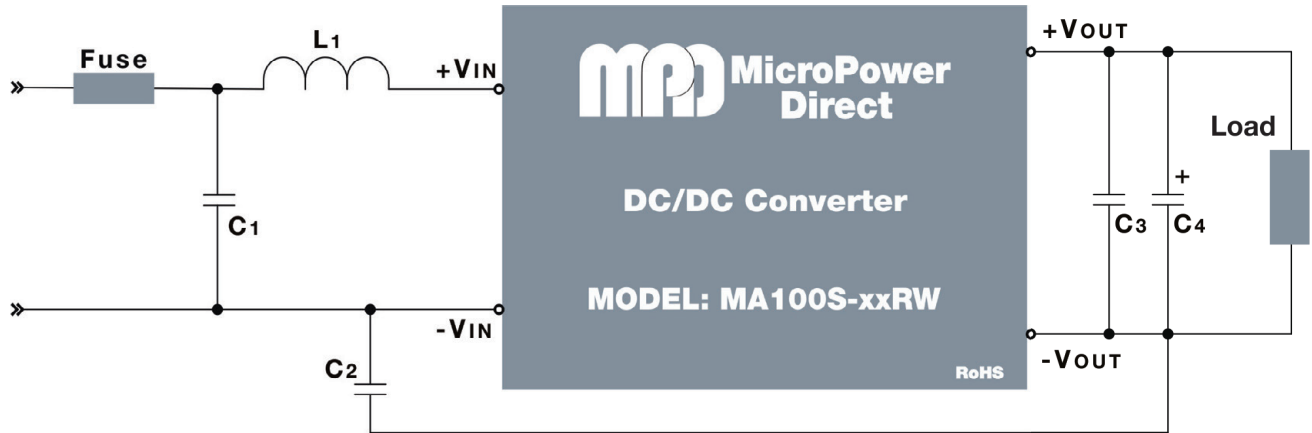 Fuse
L1
+VIN
C1
-VIN
C2
MPD MicroPower
Direct
DC/DC Converter
MODEL: MA100S-xxRW
RoHS
+VOUT
Load
+
C3
C4
-VOUT